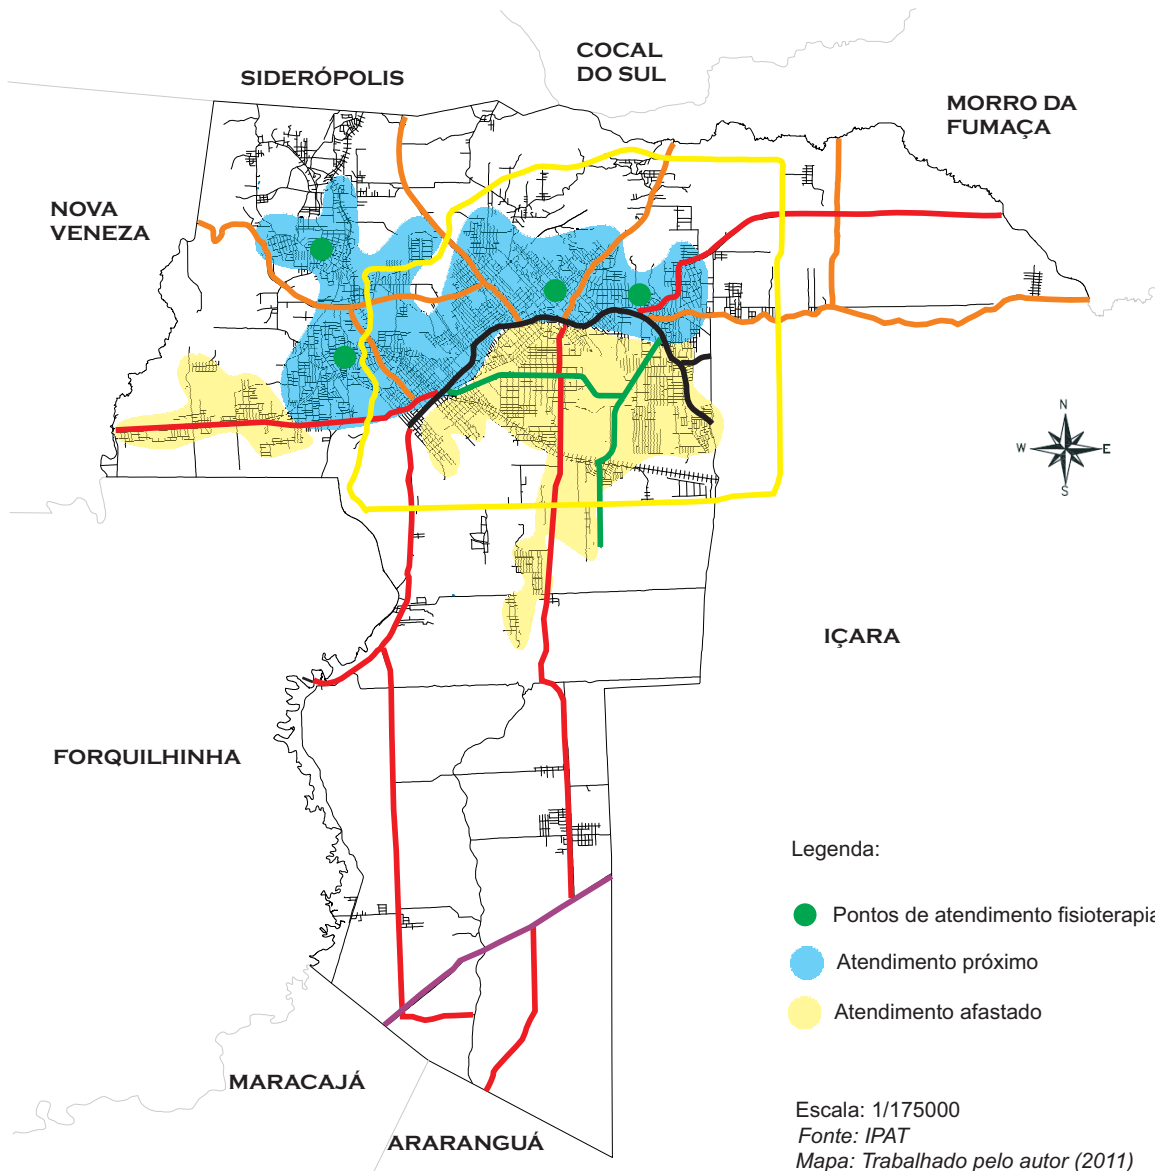 COCAL
DO SUL
SIDERÓPOLIS
MORRO DA
FUMAÇA
NOVA
VENEZA
N
W
E
S
IÇARA
FORQUILHINHA
Legenda:
Pontos de atendimento fisioterapia
Atendimento próximo
Atendimento afastado
MARACAJÁ
Escala: 1/175000
Fonte: IPAT
ARARANGUÁ
Mapa: Trabalhado pelo autor (2011)